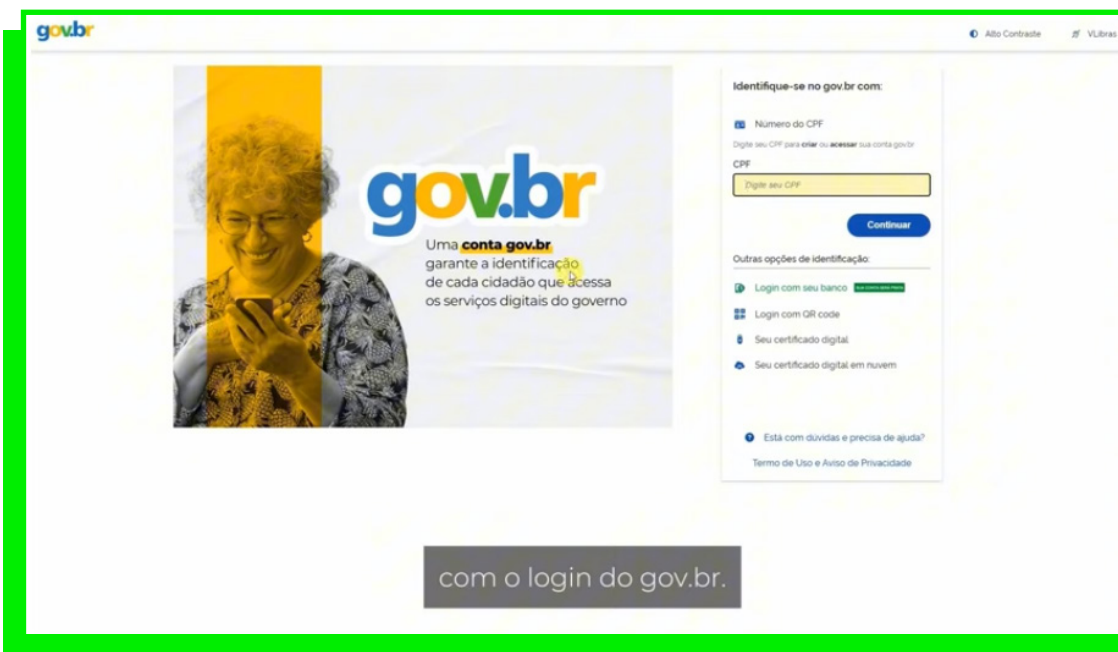 gov.br
Alto Contraste
VLibras
gov.br
Uma conta gov.br
garante a identificação
de cada cidadão que acessa
os serviços digitais do governo
Identifique-se no gov.br com:
Número do CPF
Digite seu CPF para criar ou acessar sua conta gov.br
CPF
Digite seu CPF
Continuar
Outras opções de identificação:
Login com seu banco
Login com QR code
Seu certificado digital
Seu certificado digital em nuvem
Está com dúvidas e precisa de ajuda?
Termo de Uso e Aviso de Privacidade
com o login do gov.br.